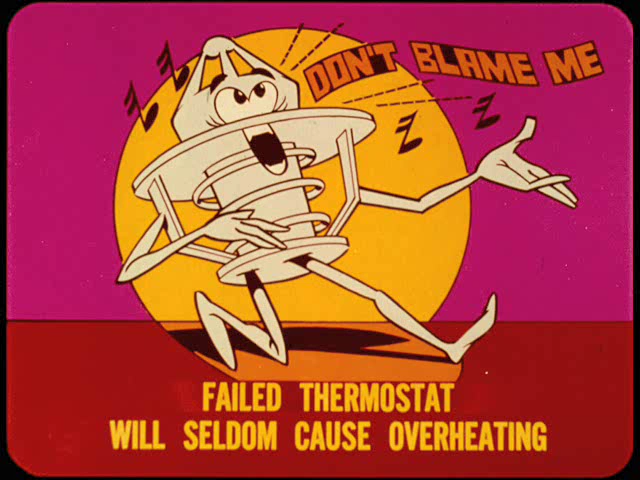 DON'T BLAME ME
FAILED THERMOSTAT
WILL SELDOM CAUSE OVERHEATING